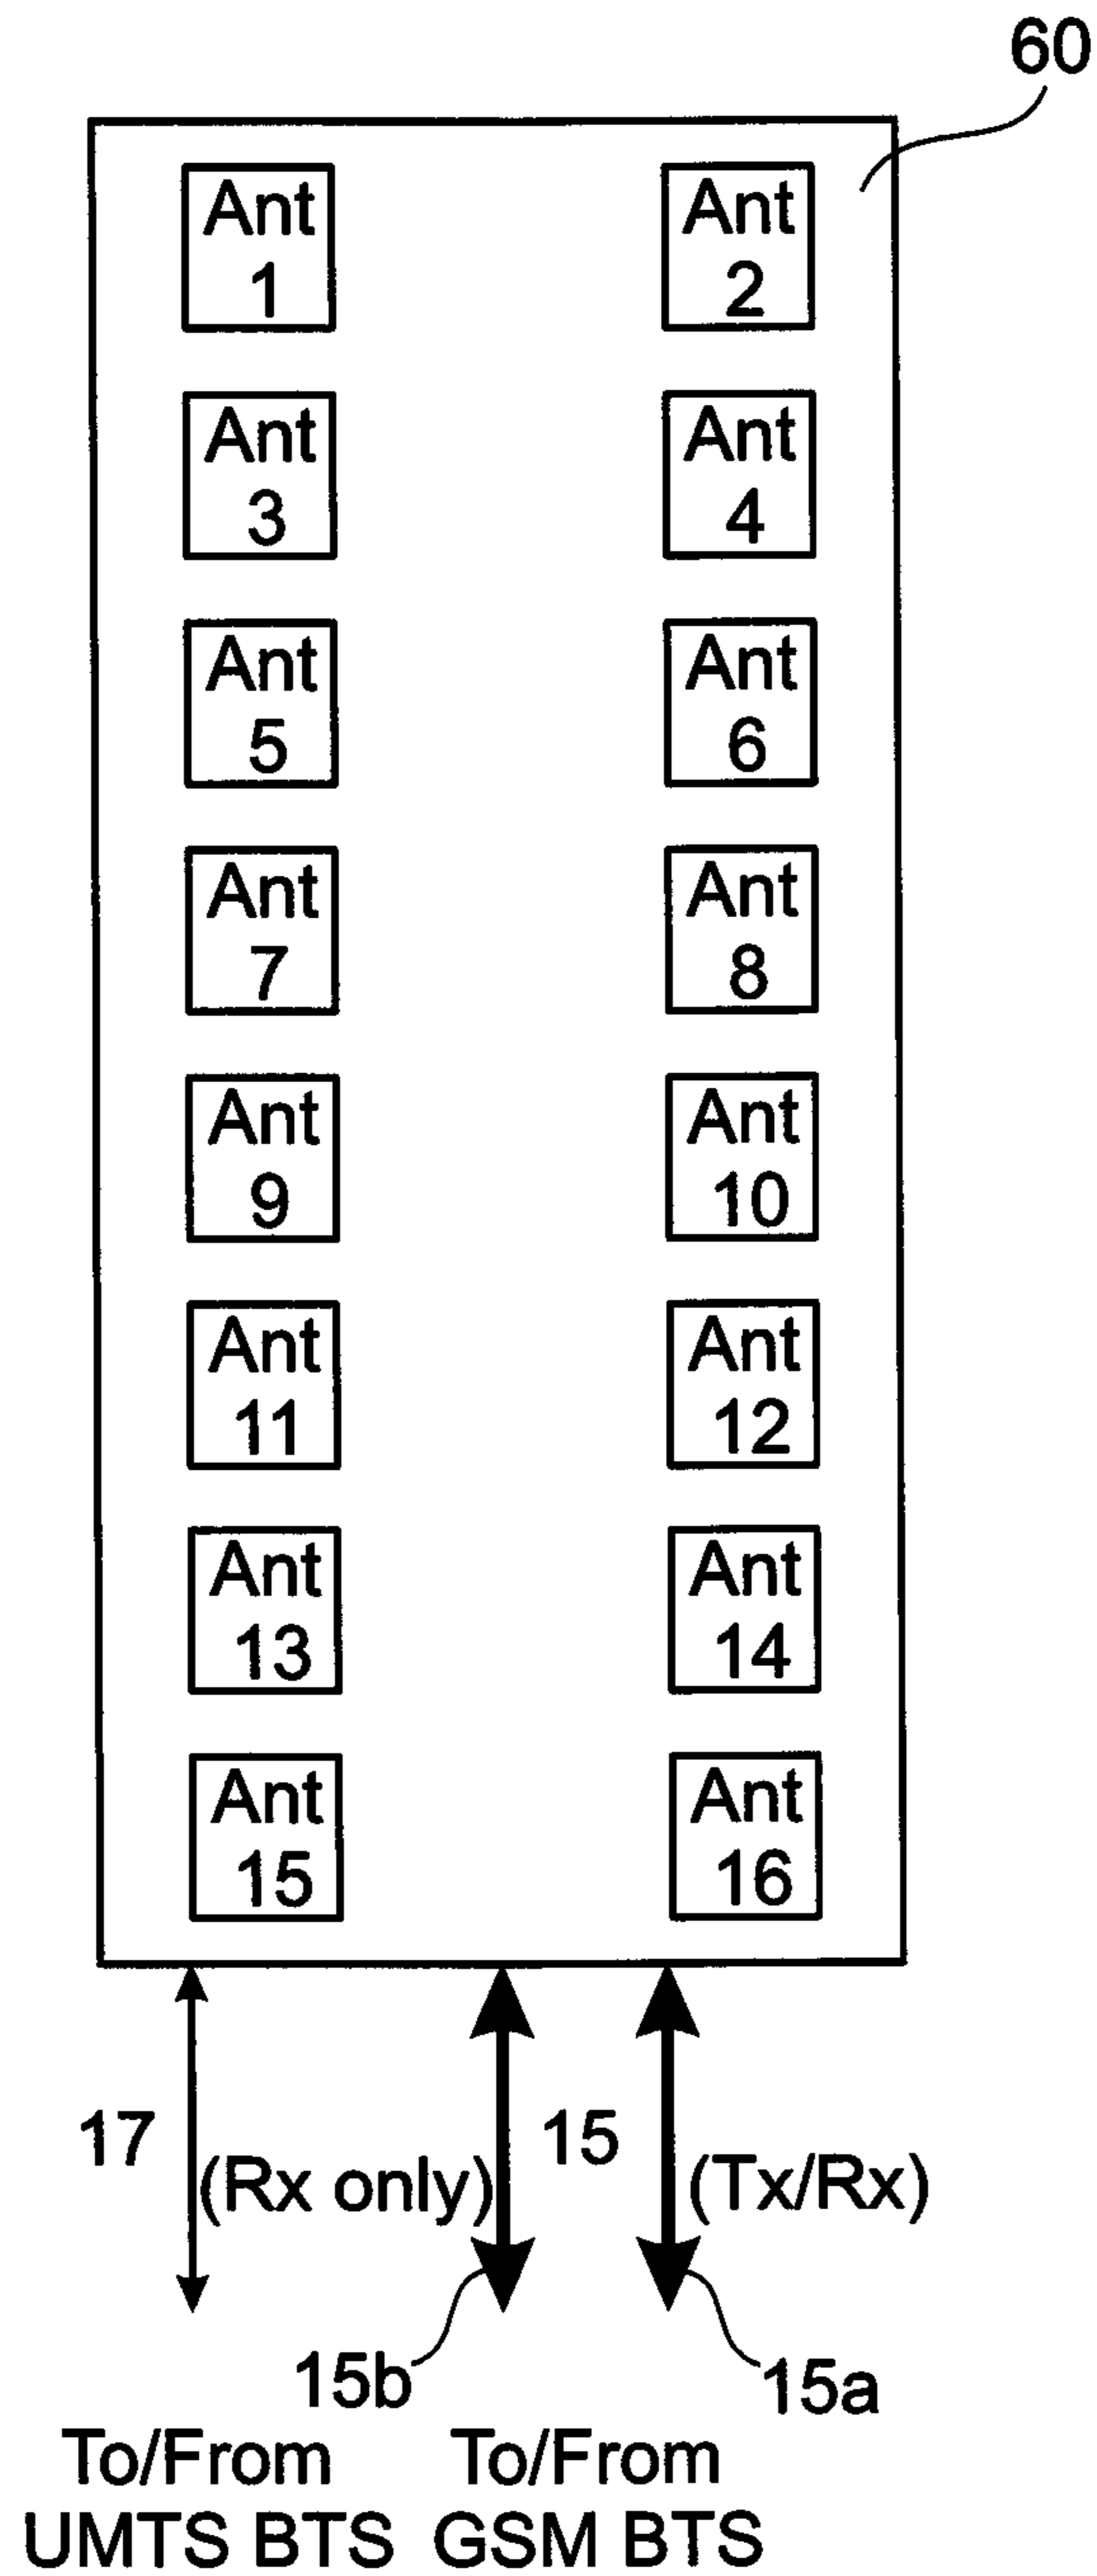 60
Ant Ant
1 2
Ant Ant
3 4
Ant Ant
5 6
Ant Ant
7 8
Ant Ant
9 10
Ant Ant
11 12
Ant Ant
13 14
Ant Ant
15 16
17 15
(Rx only) (Tx/Rx)
15b 15a
To/From To/From
UMTS BTS GSM BTS